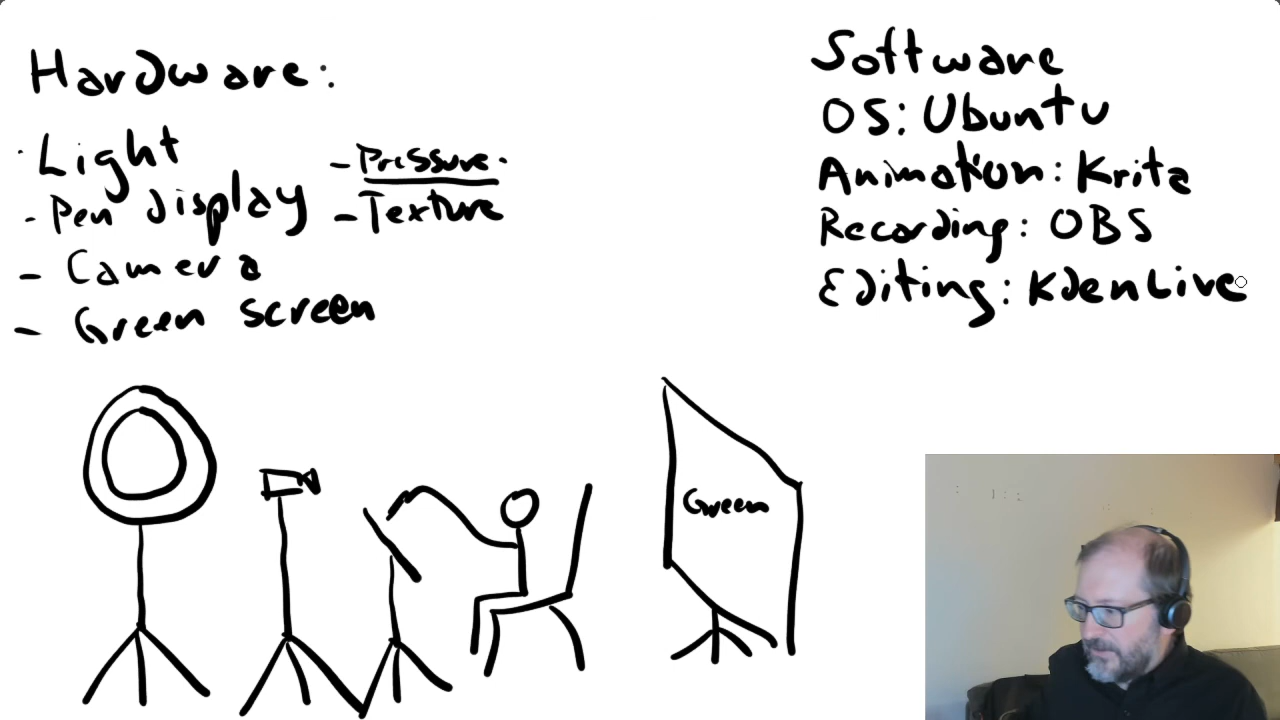 Hardware:
· Light
- Pen display
- Pressure.
- Texture
- Camera
- Green screen
Software
OS: Ubuntu
Animation: Krita
Recording: OBS
Editing: KdenLive
Green